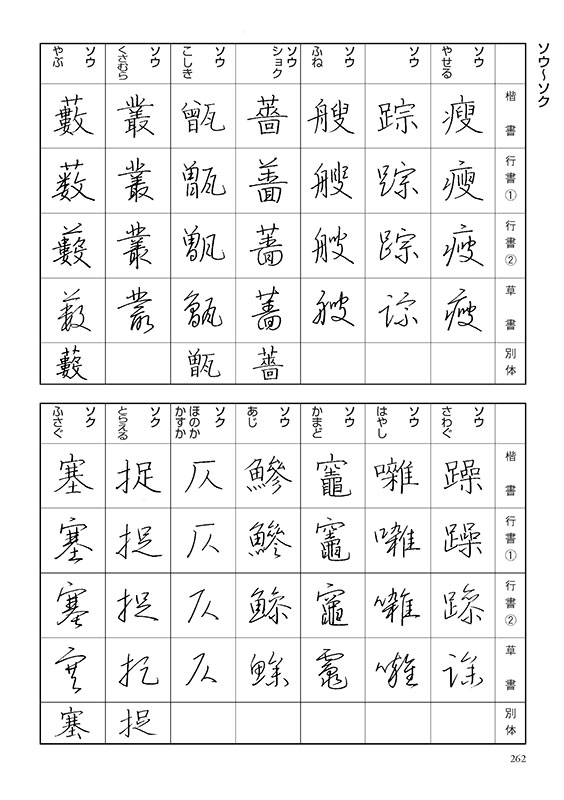 ソウ〜ソク
楷書 行書① 行書② 草書 別体
ソウ
やせる
痩 痩 痩 痩
ソウ
踪 踪 踪 踪
ソウ
ふね
艘 艘 艘 艘
ソウ
ショク
薔 薔 薔 薔 薔
ソウ
こしき
甑 甑 甑 甑 甑
ソウ
くさむら
叢 叢 叢 叢
ソウ
やぶ
藪 藪 藪 藪 藪
楷書 行書① 行書② 草書 別体
ソウ
さわぐ
躁 躁 躁 躁
ソウ
はやし
囃 囃 囃 囃
ソウ
かまど
竈 竈 竈 竈
ソウ
あじ
鰺 鰺 鰺 鰺
ソク
ほのか
かすか
仄 仄 仄 仄
ソク
とらえる
捉 捉 捉 捉 捉
ソク
ふさぐ
塞 塞 塞 塞 塞
262